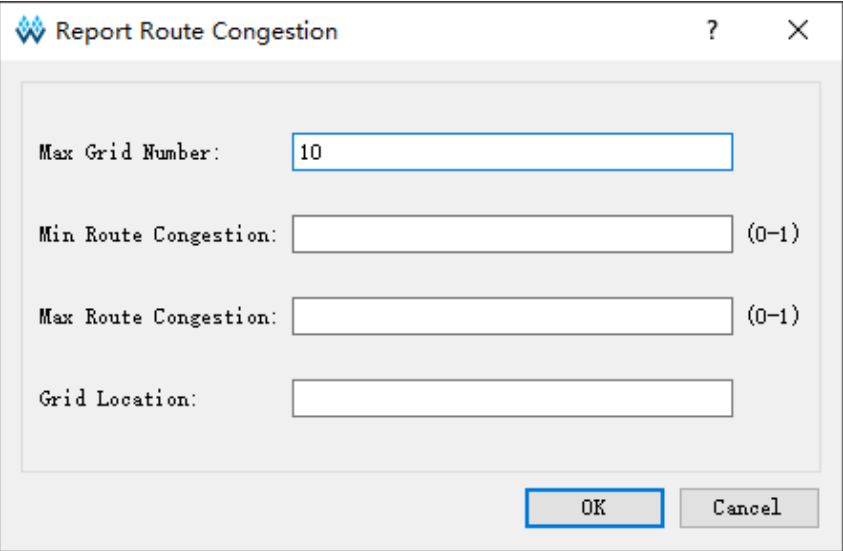 Report Route Congestion ?
Max Grid Number: 10
Min Route Congestion: (0-1)
Max Route Congestion: (0-1)
Grid Location:
OK Cancel